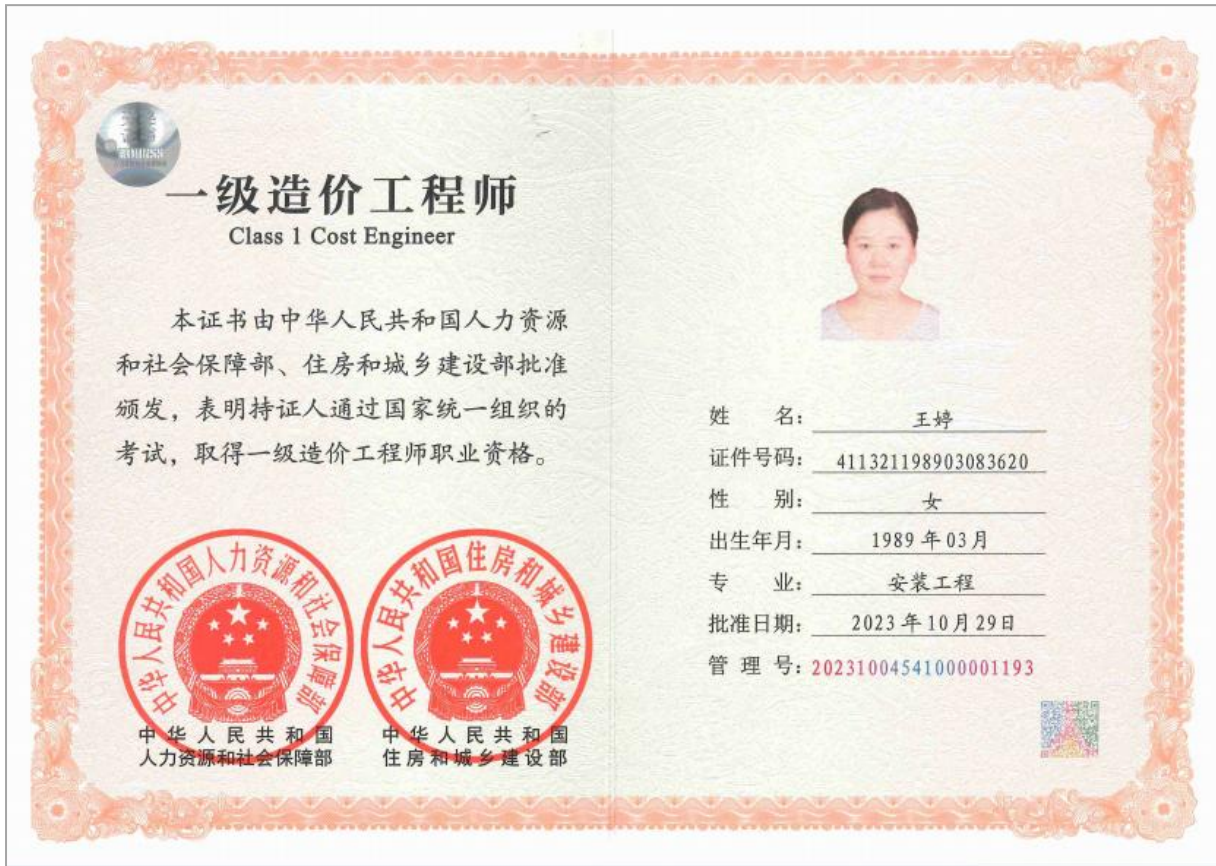 一级造价工程师
Class 1 Cost Engineer
本证书由中华人民共和国人力资源
和社会保障部、住房和城乡建设部批准
颁发，表明持证人通过国家统一组织的
考试，取得一级造价工程师职业资格。
中华人民共和国人力资源和社会保障部
中华人民共和国
人力资源和社会保障部
中华人民共和国住房和城乡建设部
中华人民共和国
住房和城乡建设部
姓名：王婷
证件号码：411321198903083620
性别：女
出生年月：1989年03月
专业：安装工程
批准日期：2023年10月29日
管理号：20231004541000001193